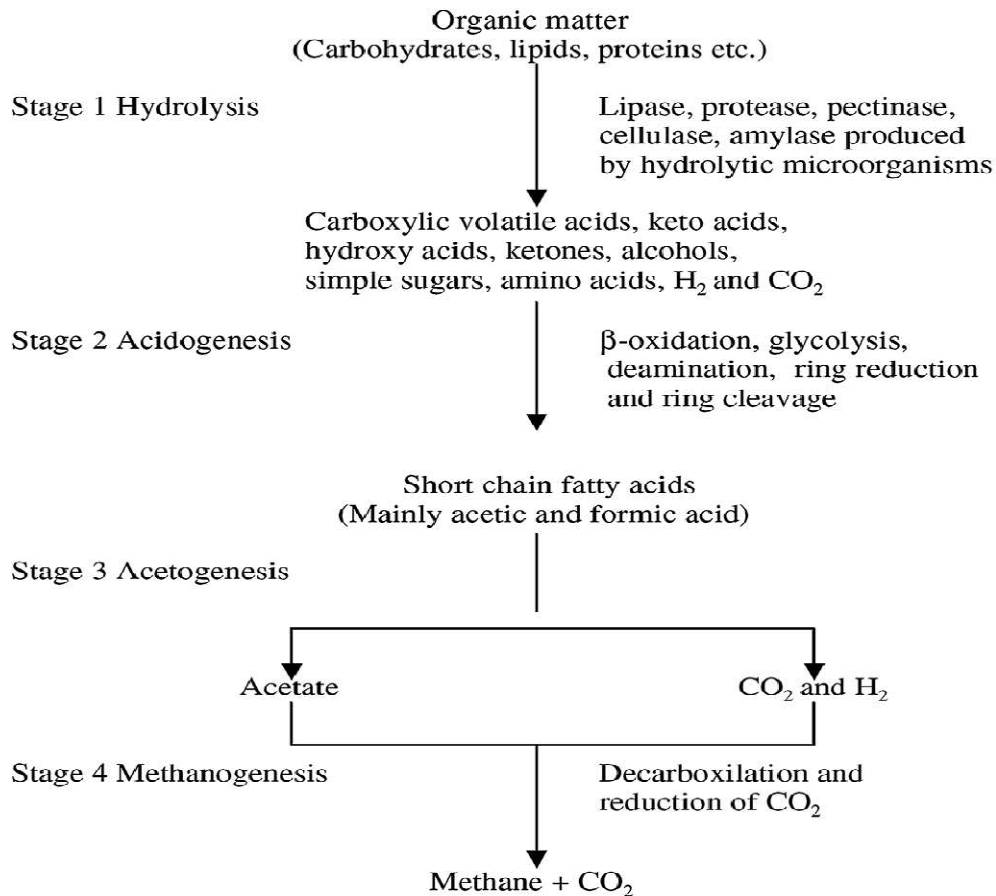 Organic matter
(Carbohydrates, lipids, proteins etc.)
Stage 1 Hydrolysis
Lipase, protease, pectinase,
cellulase, amylase produced
by hydrolytic microorganisms
Carboxylic volatile acids, keto acids,
hydroxy acids, ketones, alcohols,
simple sugars, amino acids, H₂ and CO₂
Stage 2 Acidogenesis
β-oxidation, glycolysis,
deamination, ring reduction
and ring cleavage
Short chain fatty acids
(Mainly acetic and formic acid)
Stage 3 Acetogenesis
Acetate
CO₂ and H₂
Stage 4 Methanogenesis
Decarboxilation and
reduction of CO₂
Methane + CO₂